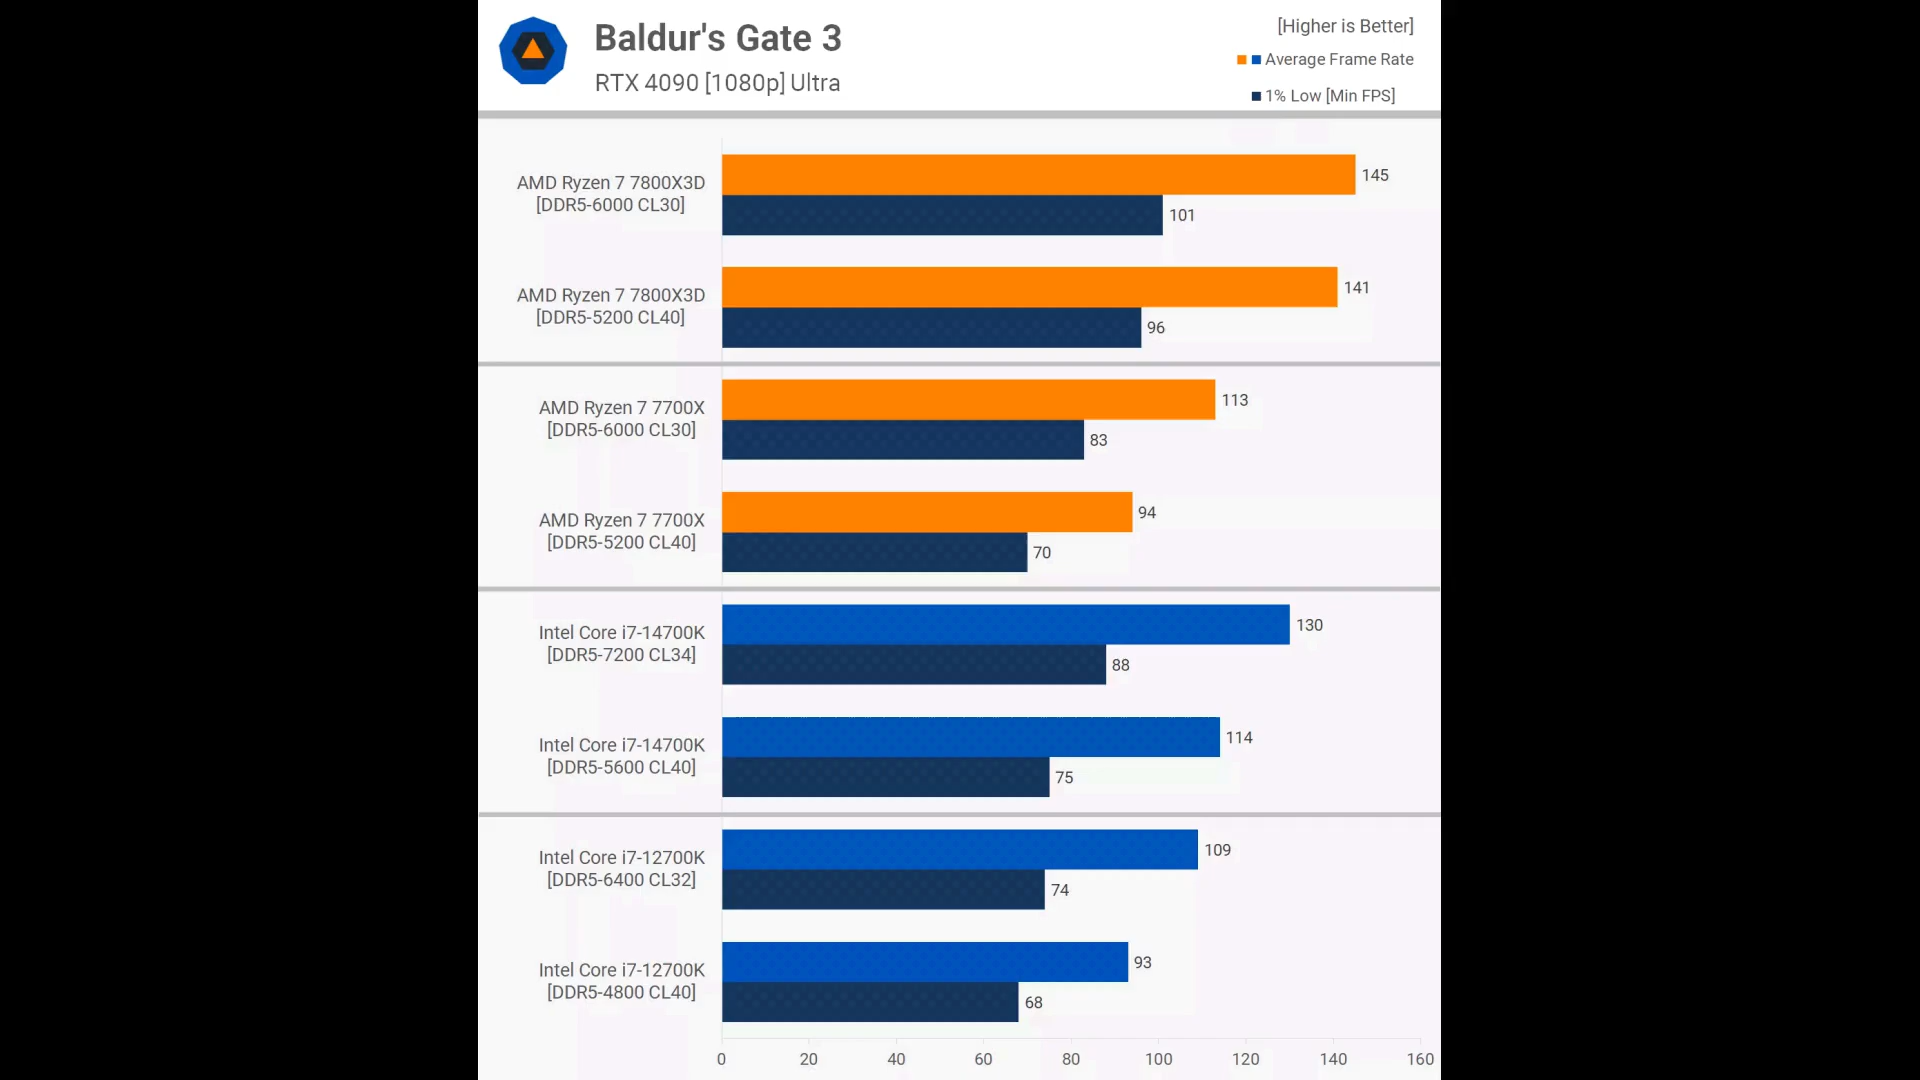 Baldur's Gate 3
RTX 4090 [1080p] Ultra
[Higher is Better]
Average Frame Rate
1% Low [Min FPS]
AMD Ryzen 7 7800X3D
[DDR5-6000 CL30]
145
101
AMD Ryzen 7 7800X3D
[DDR5-5200 CL40]
141
96
AMD Ryzen 7 7700X
[DDR5-6000 CL30]
113
83
AMD Ryzen 7 7700X
[DDR5-5200 CL40]
94
70
Intel Core i7-14700K
[DDR5-7200 CL34]
130
88
Intel Core i7-14700K
[DDR5-5600 CL40]
114
75
Intel Core i7-12700K
[DDR5-6400 CL32]
109
74
Intel Core i7-12700K
[DDR5-4800 CL40]
93
68
0 20 40 60 80 100 120 140 160